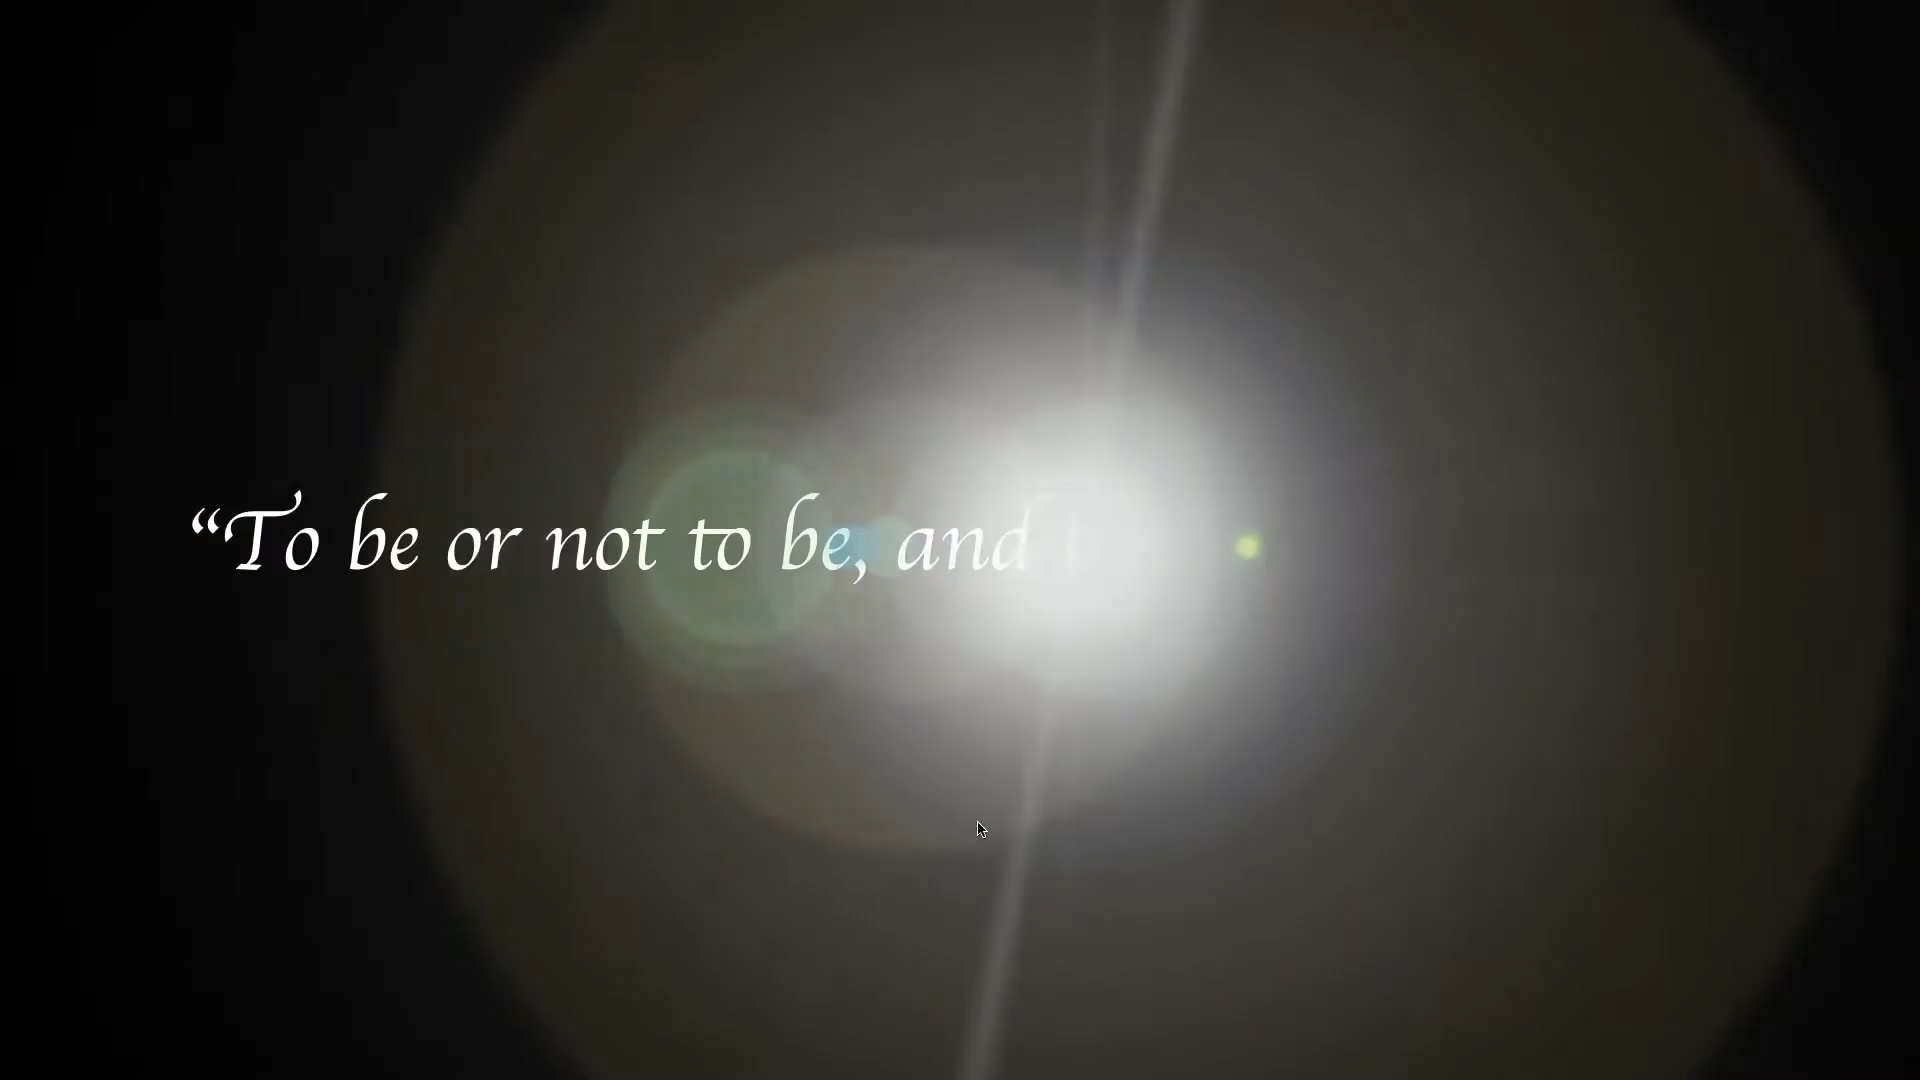 “To be or not to be, and